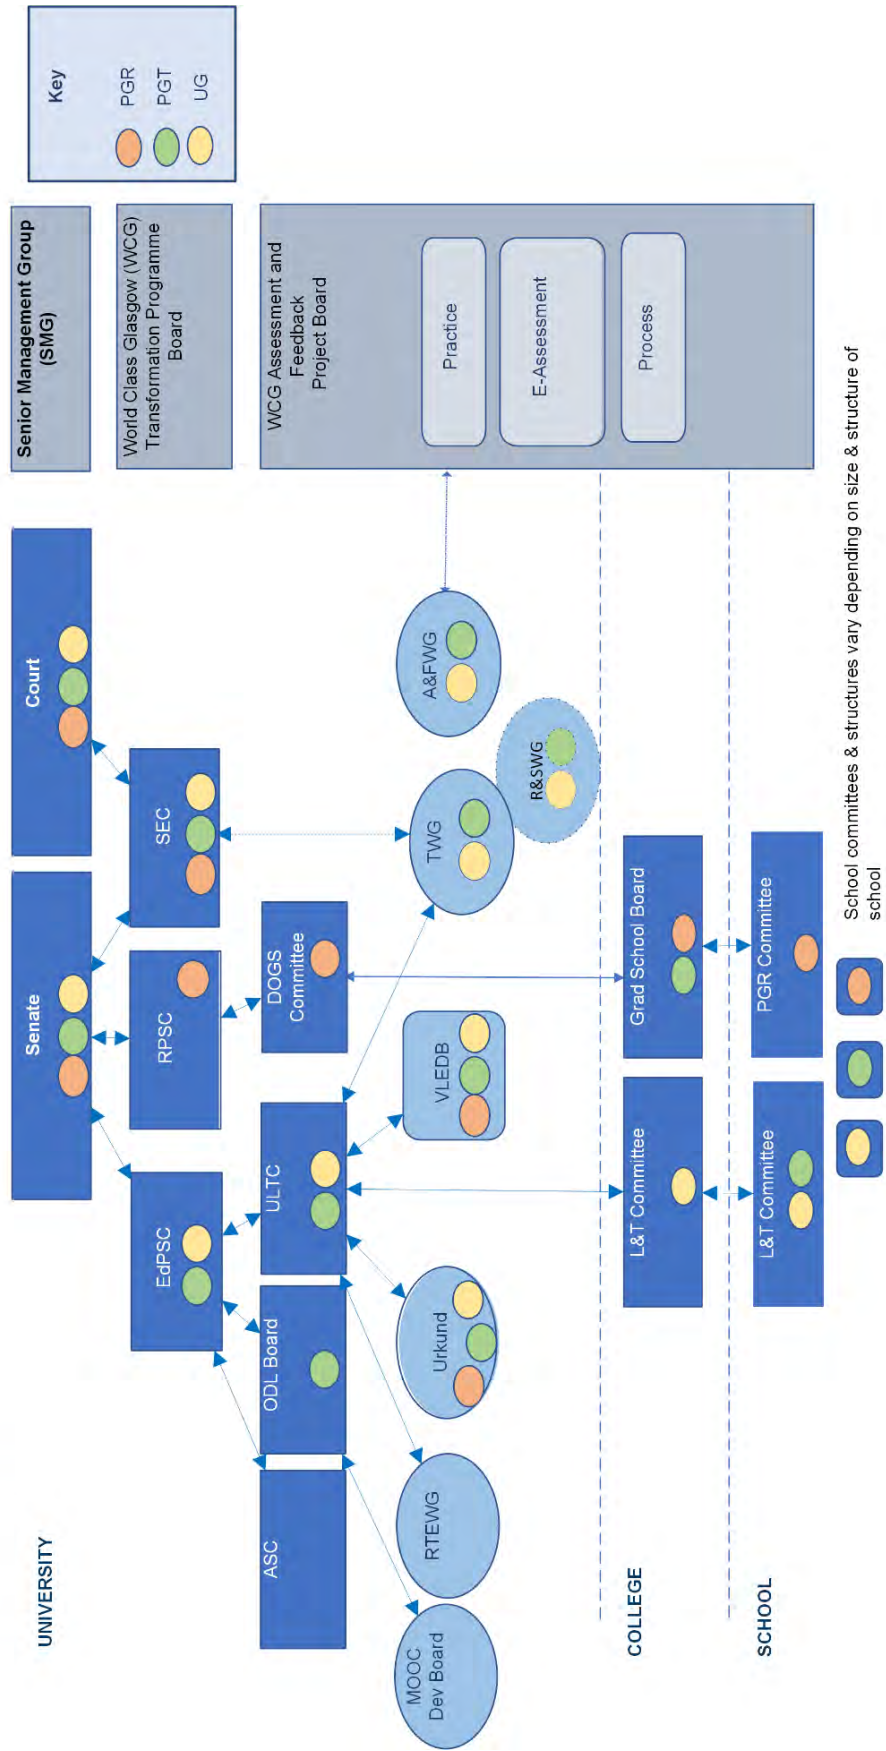 UNIVERSITY
Senate
Court
Senior Management Group
(SMG)
Key
PGR
PGT
UG
EdPSC
RPSC
SEC
World Class Glasgow (WCG)
Transformation Programme
Board
ASC
ODL Board
ULTC
DOGS
Committee
WCG Assessment and
Feedback
Project Board
MOOC
Dev Board
RTEWG
Urkund
VLEDB
TWG
A&FWG
R&SWG
Practice
E-Assessment
Process
COLLEGE
L&T Committee
Grad School Board
SCHOOL
L&T Committee
PGR Committee
School committees & structures vary depending on size & structure of
school